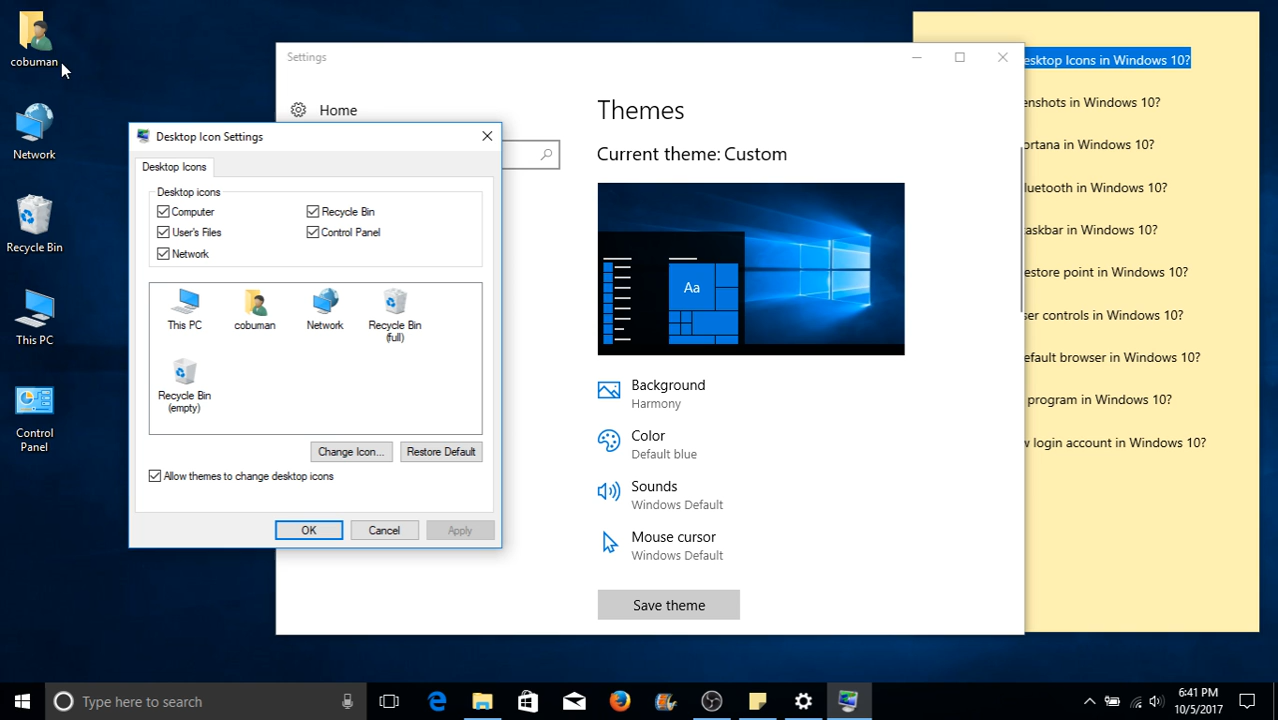 cobuman
Network
Recycle Bin
This PC
Control
Panel
Settings
Home
Themes
Current theme: Custom
Aa
Background
Harmony
Color
Default blue
Sounds
Windows Default
Mouse cursor
Windows Default
Save theme
Desktop Icon Settings
Desktop Icons
Desktop icons
Computer
Recycle Bin
User's Files
Control Panel
Network
This PC
cobuman
Network
Recycle Bin
(full)
Recycle Bin
(empty)
Change Icon...
Restore Default
Allow themes to change desktop icons
OK
Cancel
Apply
esktop Icons in Windows 10?
enshots in Windows 10?
ortana in Windows 10?
luetooth in Windows 10?
askbar in Windows 10?
estore point in Windows 10?
ser controls in Windows 10?
efault browser in Windows 10?
program in Windows 10?
w login account in Windows 10?
Type here to search
6:41 PM
10/5/2017